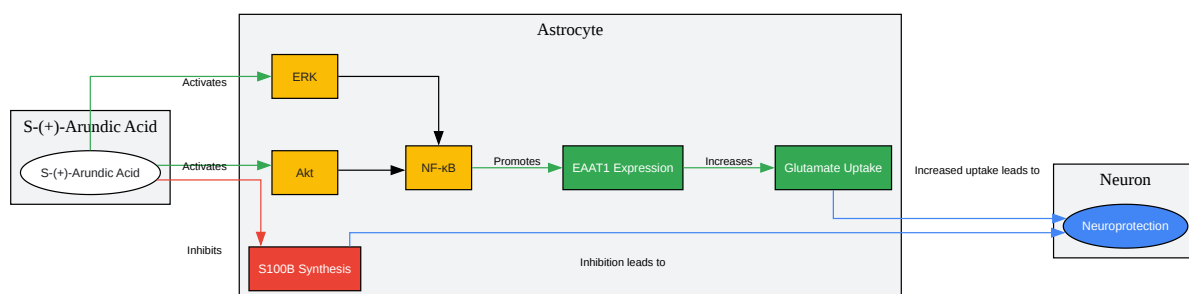 Astrocyte
ERK
Activates
S-(+)-Arundic Acid
S-(+)-Arundic Acid
Activates
Akt
NF-κB
Promotes
EAAT1 Expression
Increases
Glutamate Uptake
Increased uptake leads to
Neuron
Neuroprotection
Inhibits
S100B Synthesis
Inhibition leads to